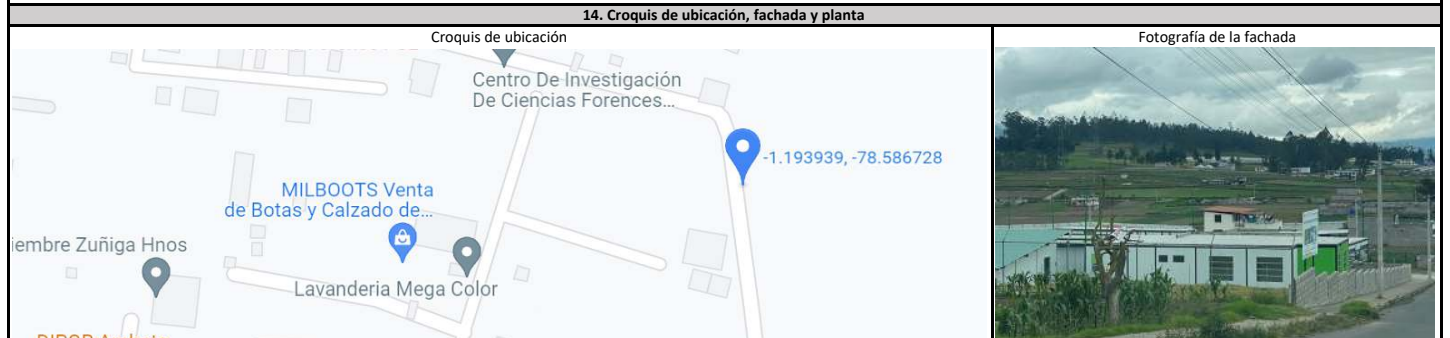 14. Croquis de ubicación, fachada y planta
Croquis de ubicación
Fotografía de la fachada
Centro De Investigación
De Ciencias Forences...
-1.193939, -78.586728
MILBOOTS Venta
de Botas y Calzado de...
iembre Zuñiga Hnos
Lavanderia Mega Color